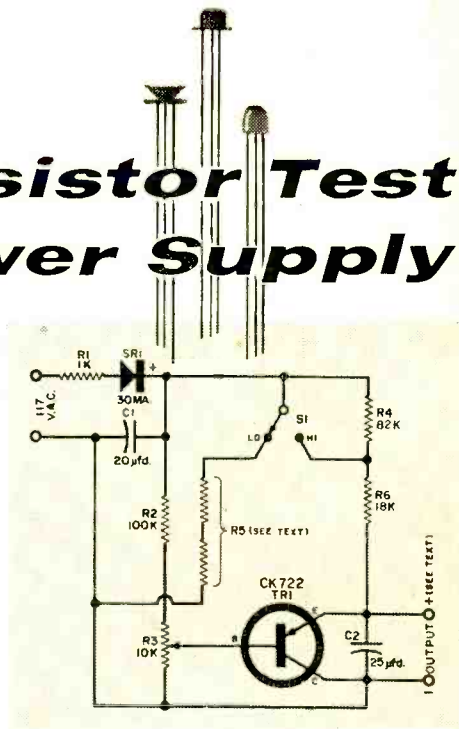 sistor Test
wer Supply
R1
1K
SR1
+
30MA.
117
V.A.C.
C1
20µfd.
S1
LO
HI
R4
82K
R2
100K
R5 (SEE TEXT)
R6
18K
CK722
TR1
E
B
C
R3
10K
C2
25µfd.
OUTPUT
+(SEE TEXT)